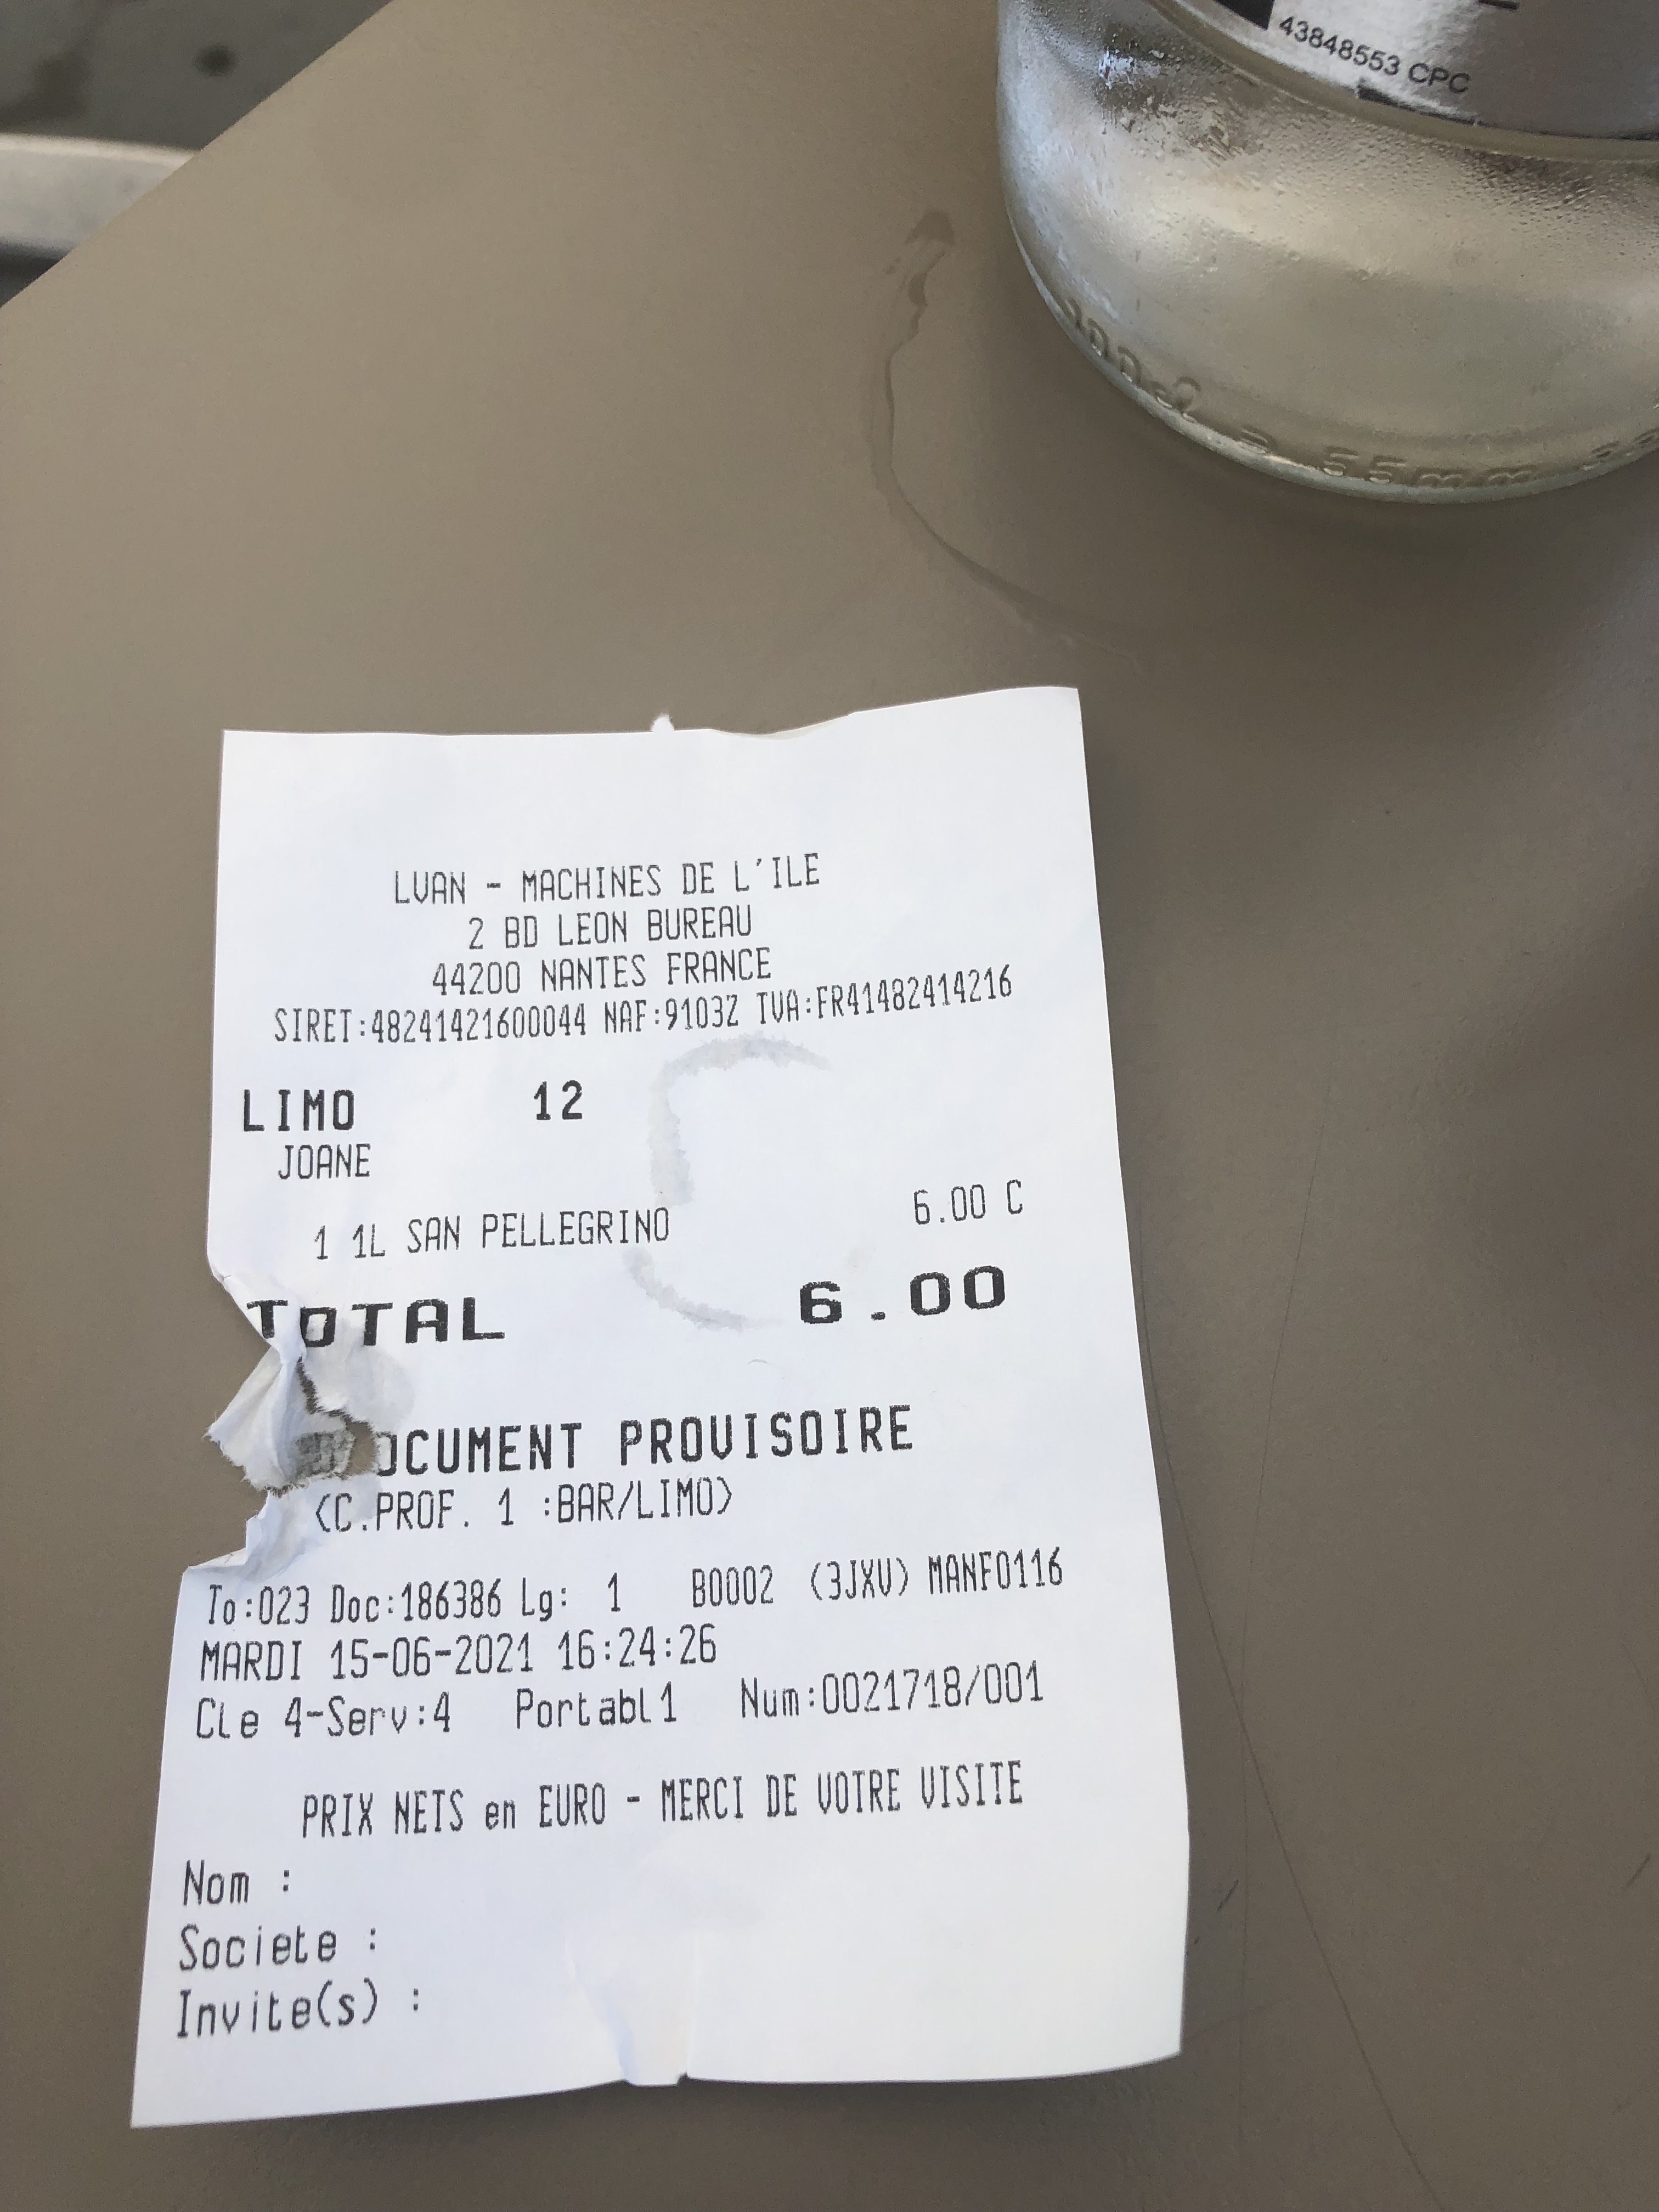 43848553 CPC
55mm
LVAN - MACHINES DE L'ILE
2 BD LEON BUREAU
44200 NANTES FRANCE
SIRET:48241421600044 NAF:9103Z TVA:FR41482414216
LIMO 12
JOANE
1 1L SAN PELLEGRINO 6.00 C
TOTAL 6.00
OCUMENT PROVISOIRE
(C.PROF. 1 :BAR/LIMO)
To:023 Doc:186386 Lg: 1 B0002 (3JXV) MANF0116
MARDI 15-06-2021 16:24:26
Cle 4-Serv:4 Portabl1 Num:0021718/001
PRIX NETS en EURO - MERCI DE VOTRE VISITE
Nom :
Societe :
Invite(s) :